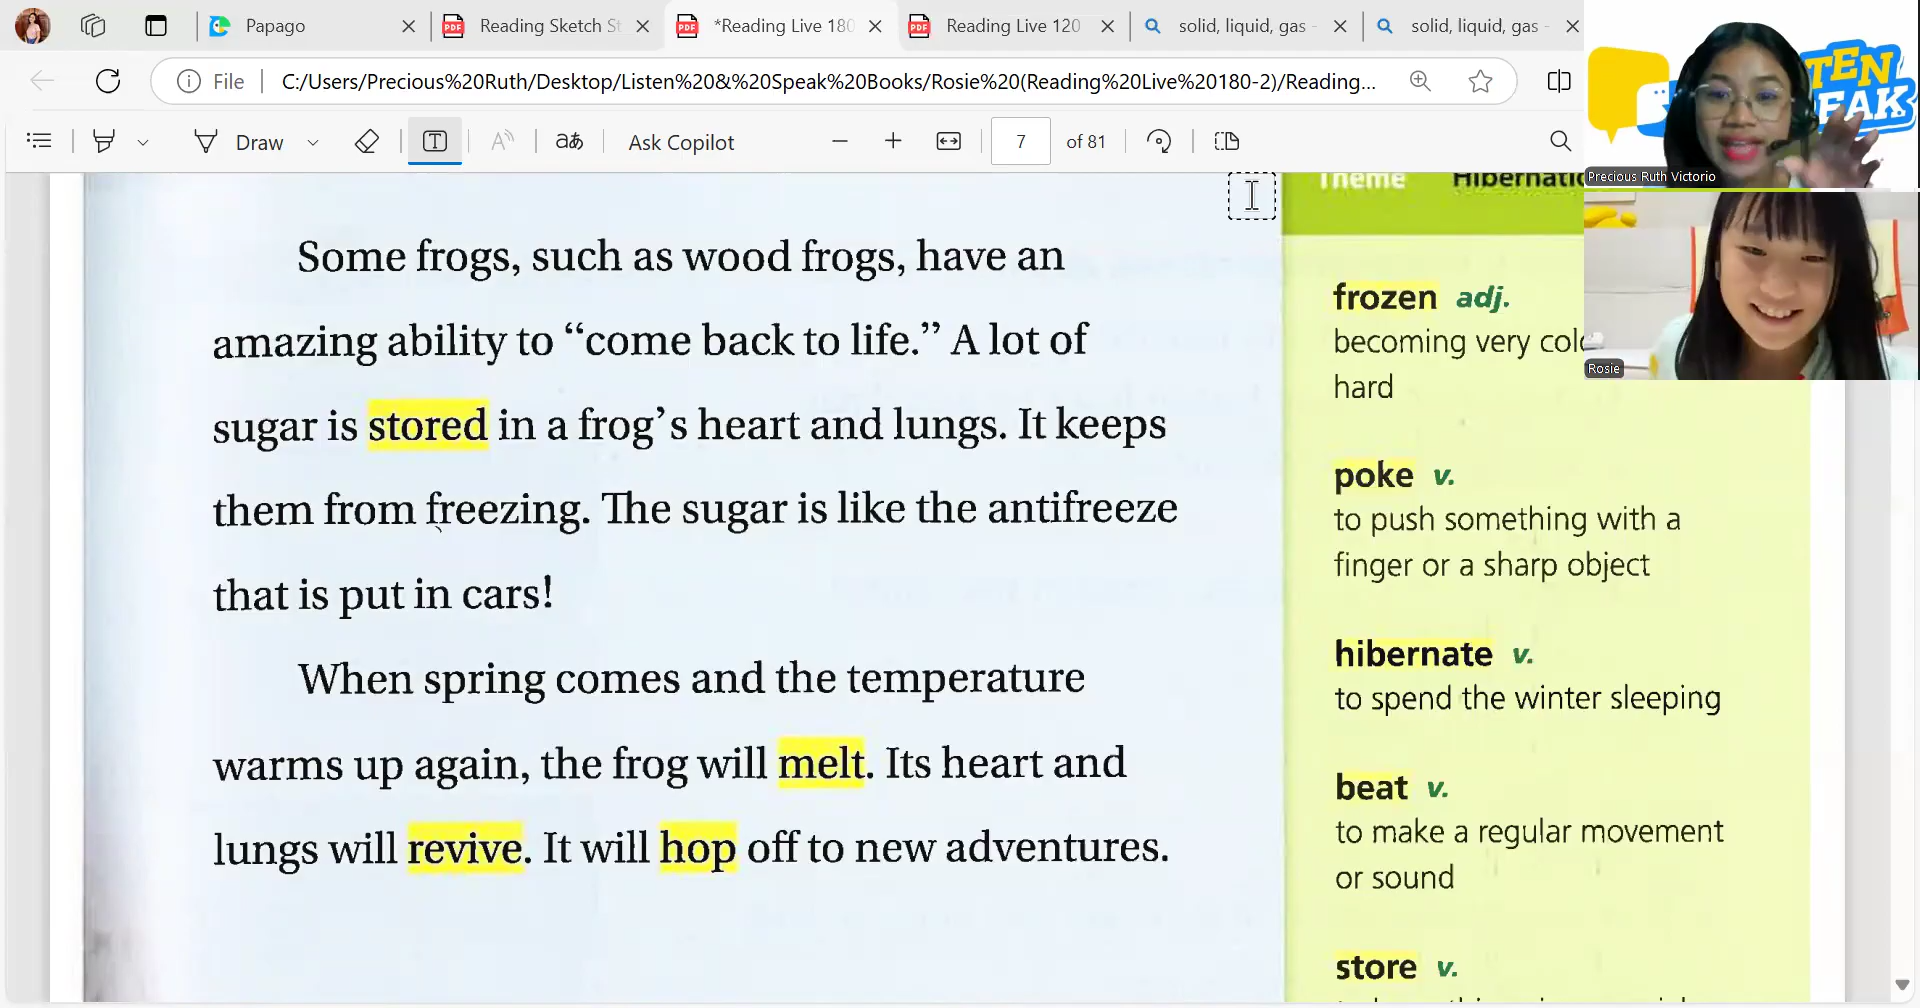 Papago
Reading Sketch St
*Reading Live 180
Reading Live 120
solid, liquid, gas -
solid, liquid, gas -
File
C:/Users/Precious%20Ruth/Desktop/Listen%20&%20Speak%20Books/Rosie%20(Reading%20Live%20180-2)/Reading...
Draw
aあ
Ask Copilot
7
of 81
TEN
EAK
Precious Ruth Victorio
Rosie
Some frogs, such as wood frogs, have an
amazing ability to “come back to life.” A lot of
sugar is stored in a frog’s heart and lungs. It keeps
them from freezing. The sugar is like the antifreeze
that is put in cars!
When spring comes and the temperature
warms up again, the frog will melt. Its heart and
lungs will revive. It will hop off to new adventures.
Theme Hibernatio
frozen adj.
becoming very col
hard
poke v.
to push something with a
finger or a sharp object
hibernate v.
to spend the winter sleeping
beat v.
to make a regular movement
or sound
store v.